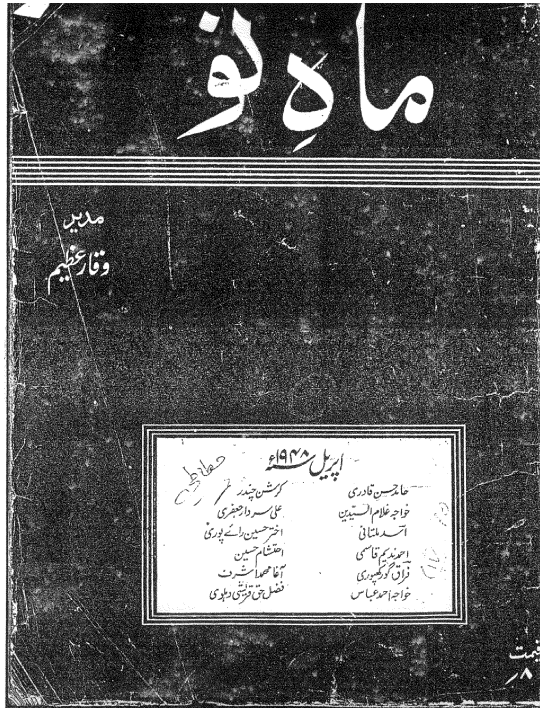 ماہِ نو
مدیر
وقار عظیم
اپریل ۱۹۴۸ء
حامد حسن قادری
خواجہ غلام السیّدین
اسد ملتانی
احمد ندیم قاسمی
فراق گورکھپوری
خواجہ احمد عباس
کرشن چندر
علی سردار جعفری
اختر حسین رائے پوری
احتشام حسین
آغا محمد اشرف
فضل حق قریشی دہلوی
قیمت
۸؍